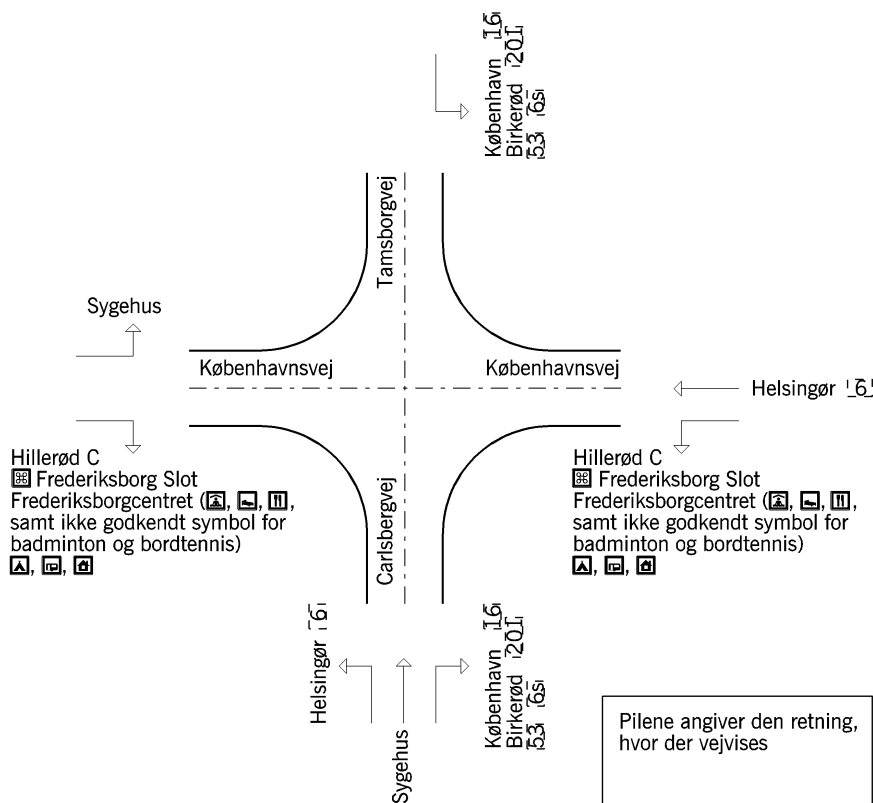 København 16
Birkerød 201
53 6s
Tamsborgvej
Sygehus
Københavnsvej
Københavnsvej
Helsingør 6
Hillerød C
Frederiksborg Slot
Frederiksborgcentret ( , , ,
samt ikke godkendt symbol for
badminton og bordtennis)
, ,
Hillerød C
Frederiksborg Slot
Frederiksborgcentret ( , , ,
samt ikke godkendt symbol for
badminton og bordtennis)
, ,
Carlsbergvej
Helsingør 6
Sygehus
København 16
Birkerød 201
53 6s
Pilene angiver den retning,
hvor der vejvises